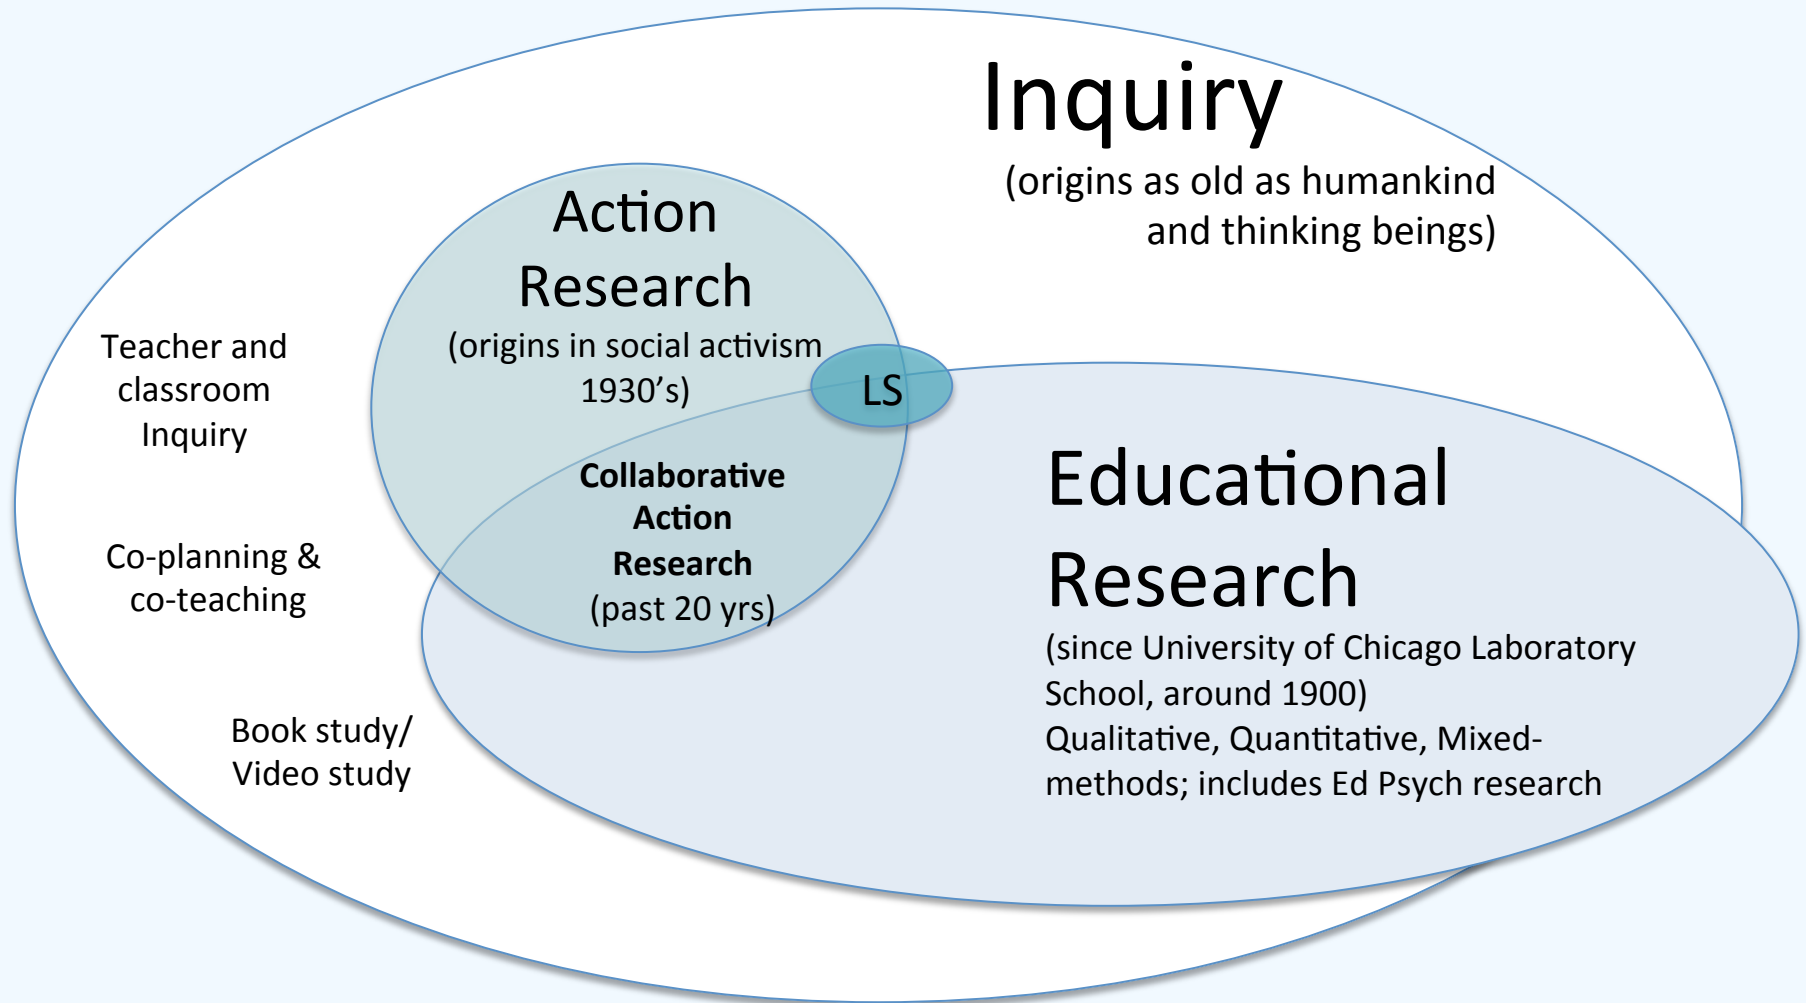 Inquiry
(origins as old as humankind
and thinking beings)
Action
Research
(origins in social activism
1930’s)
LS
Teacher and
classroom
Inquiry
Collaborative
Action
Research
(past 20 yrs)
Educational
Research
(since University of Chicago Laboratory
School, around 1900)
Qualitative, Quantitative, Mixed-
methods; includes Ed Psych research
Co-planning &
co-teaching
Book study/
Video study